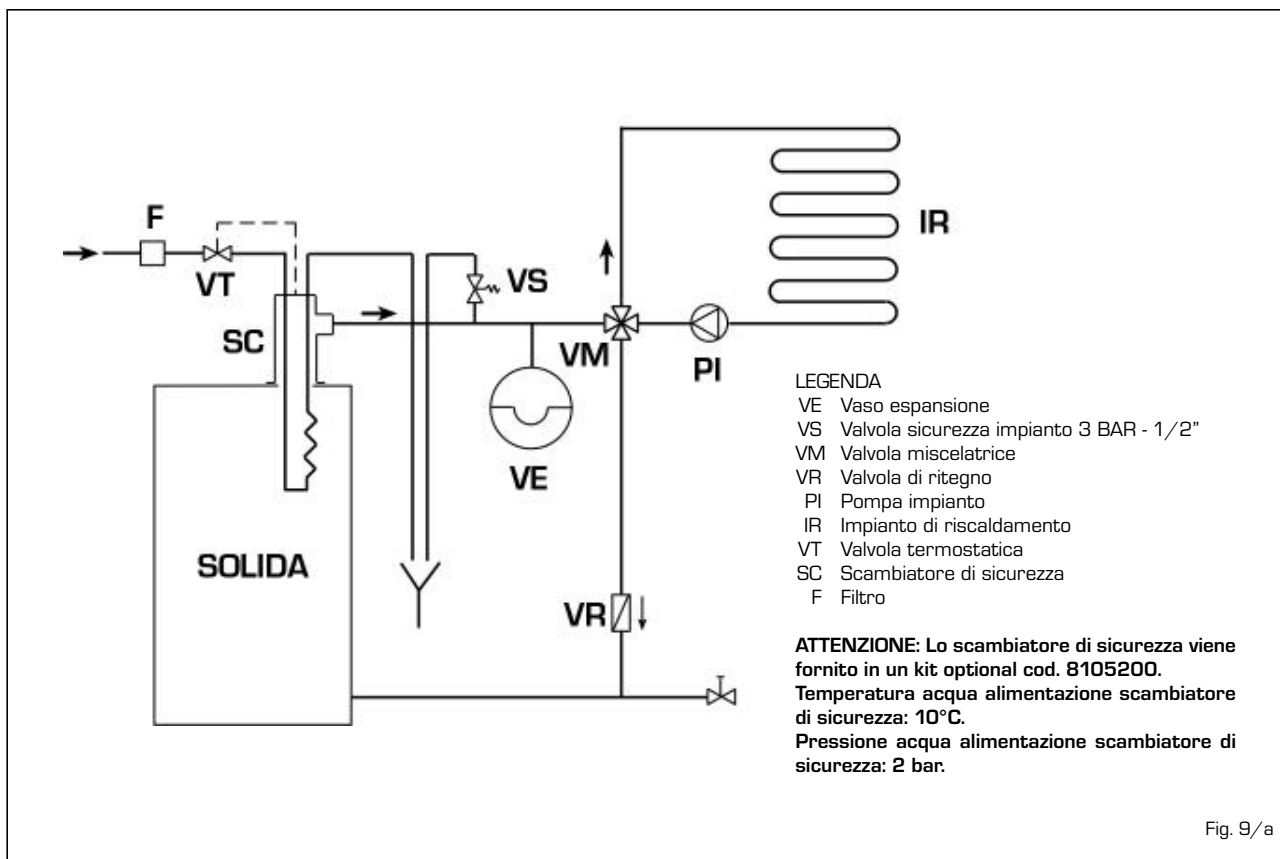 F
VT
VS
IR
SC
VM
PI
VE
SOLIDA
VR
LEGENDA
VE Vaso espansione
VS Valvola sicurezza impianto 3 BAR - 1/2”
VM Valvola miscelatrice
VR Valvola di ritegno
PI Pompa impianto
IR Impianto di riscaldamento
VT Valvola termostatica
SC Scambiatore di sicurezza
F Filtro
ATTENZIONE: Lo scambiatore di sicurezza viene
fornito in un kit optional cod. 8105200.
Temperatura acqua alimentazione scambiatore
di sicurezza: 10°C.
Pressione acqua alimentazione scambiatore di
sicurezza: 2 bar.
Fig. 9/a